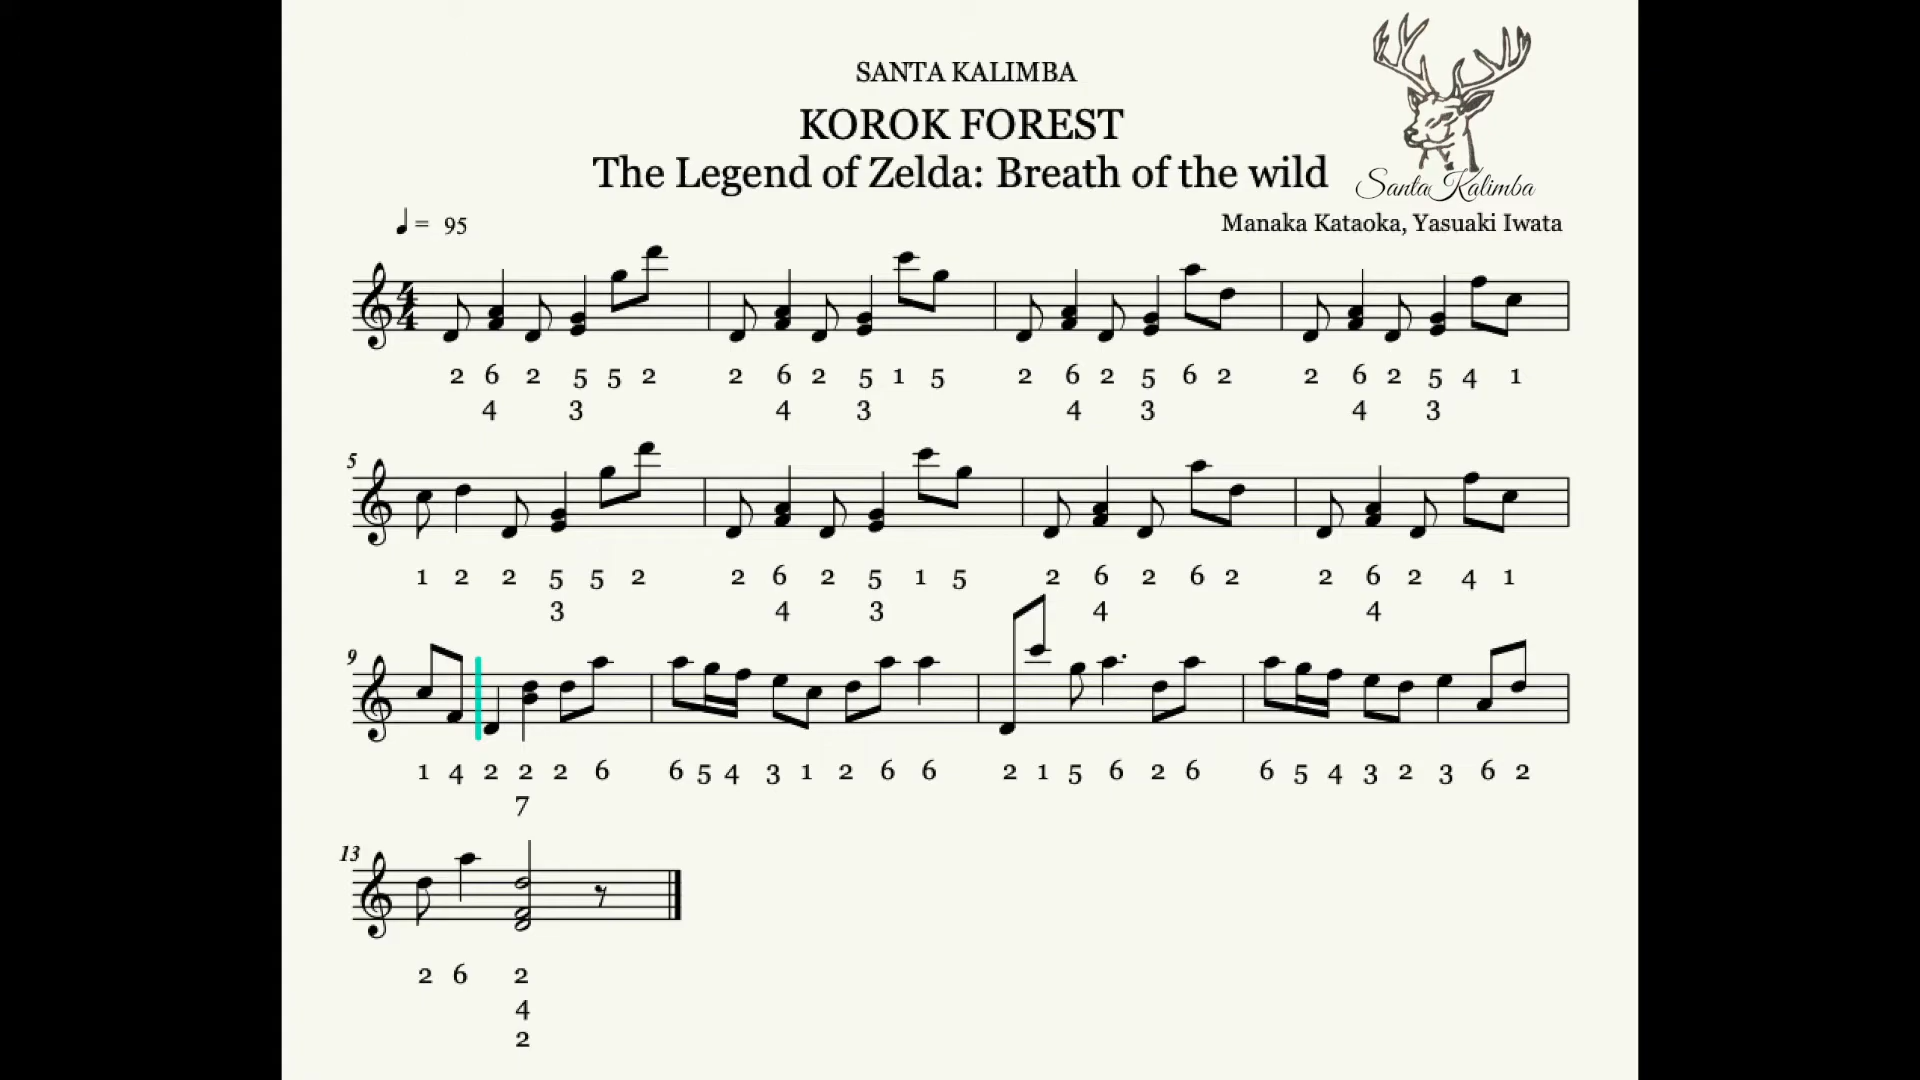 SANTA KALIMBA
KOROK FOREST
The Legend of Zelda: Breath of the wild
Santa Kalimba
= 95
Manaka Kataoka, Yasuaki Iwata
4
4
2 6 2 5 5 2 2 6 2 5 1 5 2 6 2 5 6 2 2 6 2 5 4 1
4 3 4 3 4 3 4 3
5
1 2 2 5 5 2 2 6 2 5 1 5 2 6 2 6 2 2 6 2 4 1
3 4 3 4 4
9
1 4 2 2 2 6 6 5 4 3 1 2 6 6 2 1 5 6 2 6 6 5 4 3 2 3 6 2
7
13
2 6 2
4
2